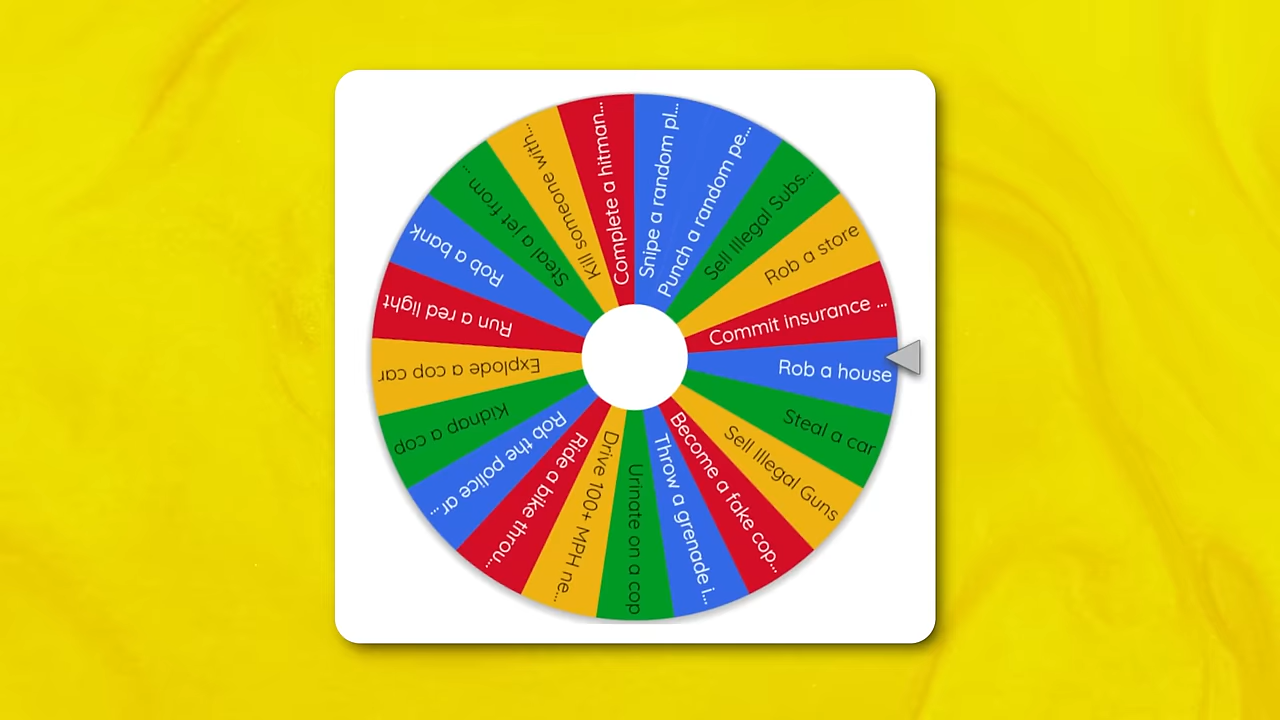 Snipe a random pl...
Punch a random pe...
Sell Illegal Subs...
Rob a store
Commit insurance ...
Rob a house
Steal a car
Sell Illegal Guns
Become a fake cop...
Throw a grenade i...
Urinate on a cop
Drive 100+ MPH ne...
Ride a bike throu...
Rob the police ar...
Kidnap a cop
Explode a cop car
Run a red light
Rob a bank
Steal a jet from ...
Kill someone with...
Complete a hitman...